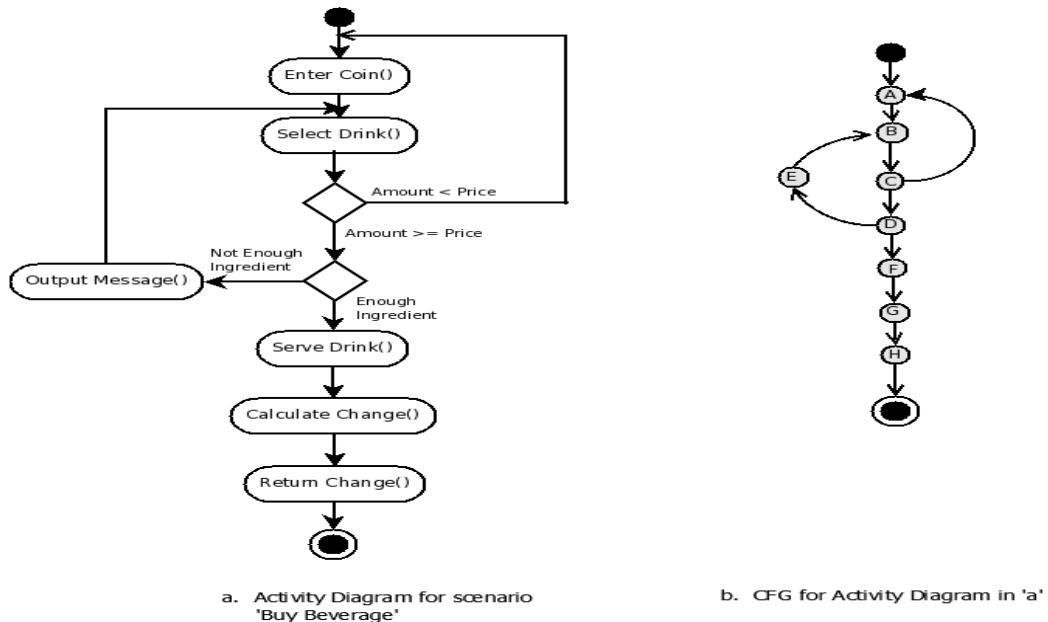 Enter Coin()
Select Drink()
Amount < Price
Amount >= Price
Not Enough
Ingredient
Output Message()
Enough
Ingredient
Serve Drink()
Calculate Change()
Return Change()
a. Activity Diagram for scenario
'Buy Beverage'
A
B
E
C
D
F
G
H
b. CFG for Activity Diagram in 'a'